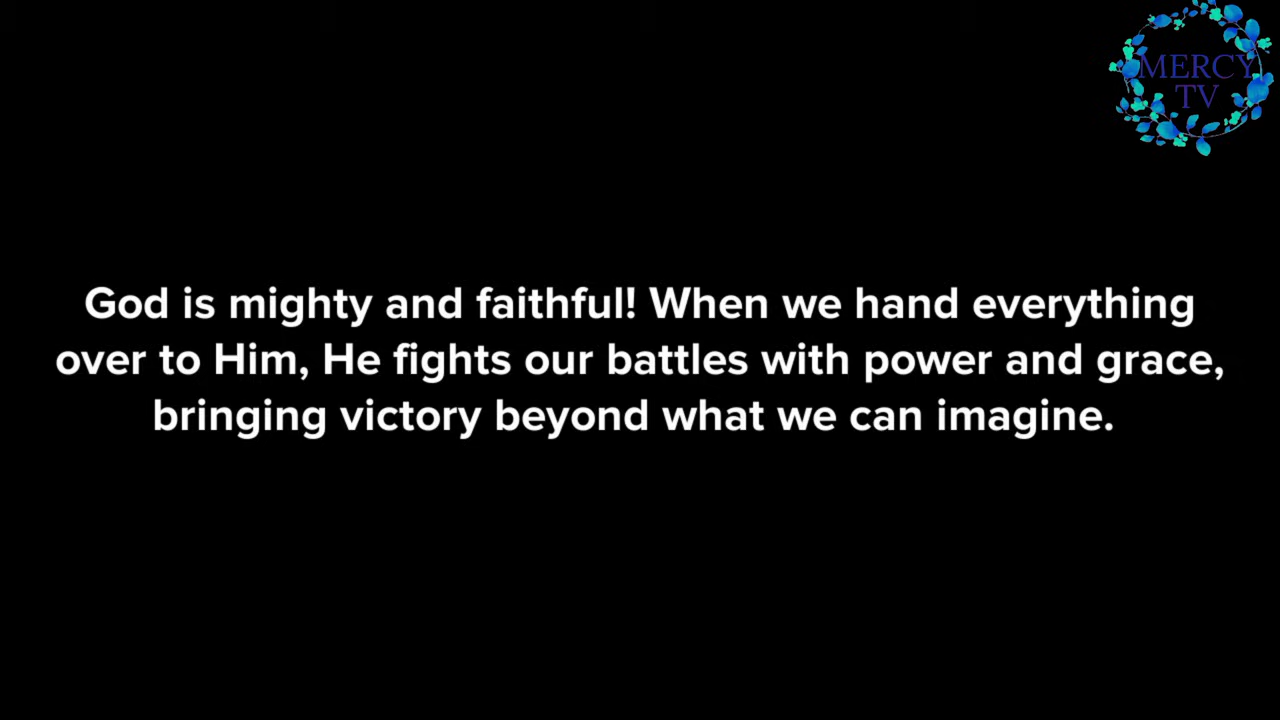 MERCY
TV
God is mighty and faithful! When we hand everything
over to Him, He fights our battles with power and grace,
bringing victory beyond what we can imagine.